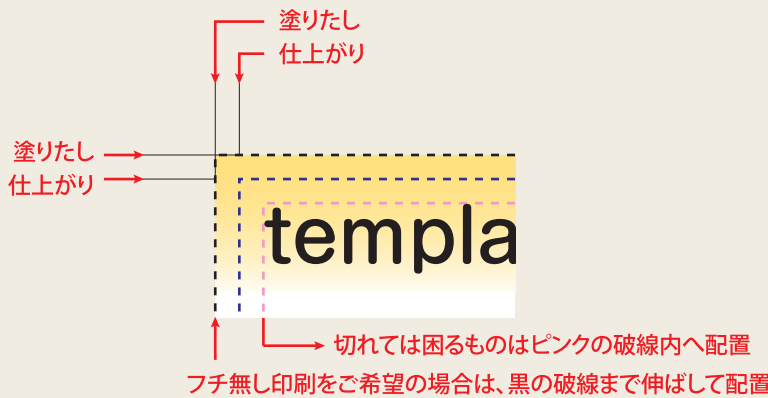 塗りたし
仕上がり
塗りたし
仕上がり
templa
切れては困るものはピンクの破線内へ配置
フチ無し印刷をご希望の場合は、黒の破線まで伸ばして配置